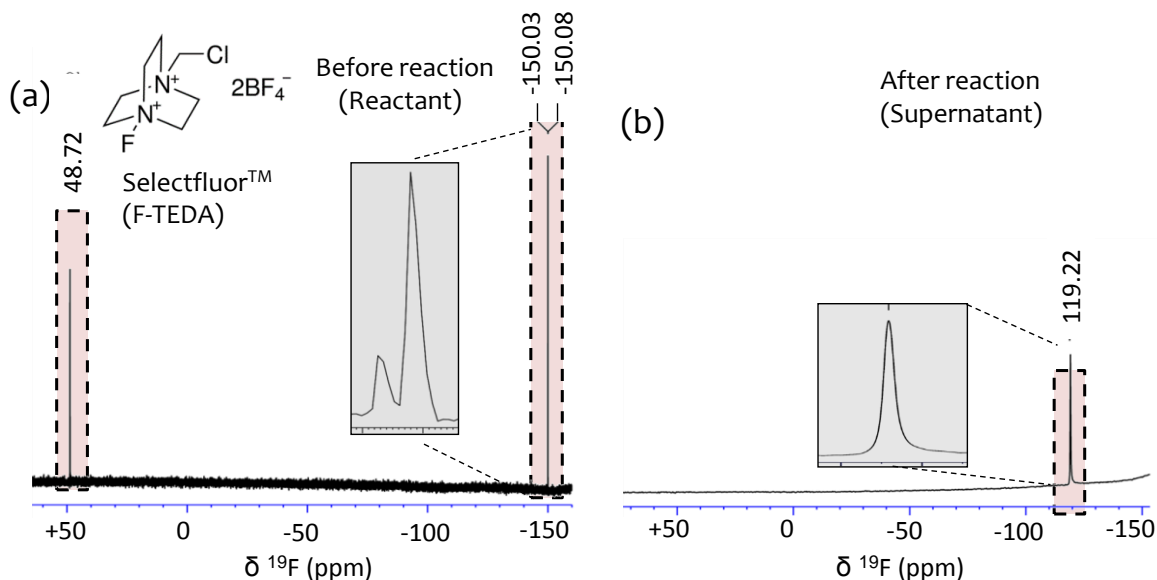 (a)
Cl
N+
N+
F
2BF4−
Selectfluor™
(F-TEDA)
Before reaction
(Reactant)
48.72
-150.03
-150.08
+50
0
-50
-100
-150
δ 19F (ppm)
(b)
After reaction
(Supernatant)
119.22
+50
0
-50
-100
-150
δ 19F (ppm)